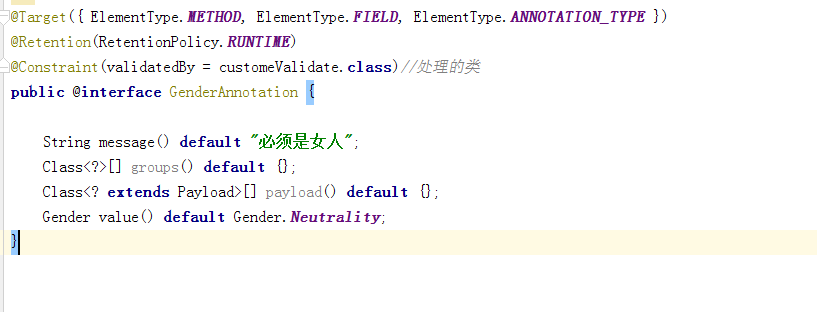 @Target({ ElementType.METHOD, ElementType.FIELD, ElementType.ANNOTATION_TYPE })
@Retention(RetentionPolicy.RUNTIME)
@Constraint(validatedBy = customeValidate.class)//处理的类
public @interface GenderAnnotation {
String message() default "必须是女人";
Class<?>[] groups() default {};
Class<? extends Payload>[] payload() default {};
Gender value() default Gender.Neutrality;
}